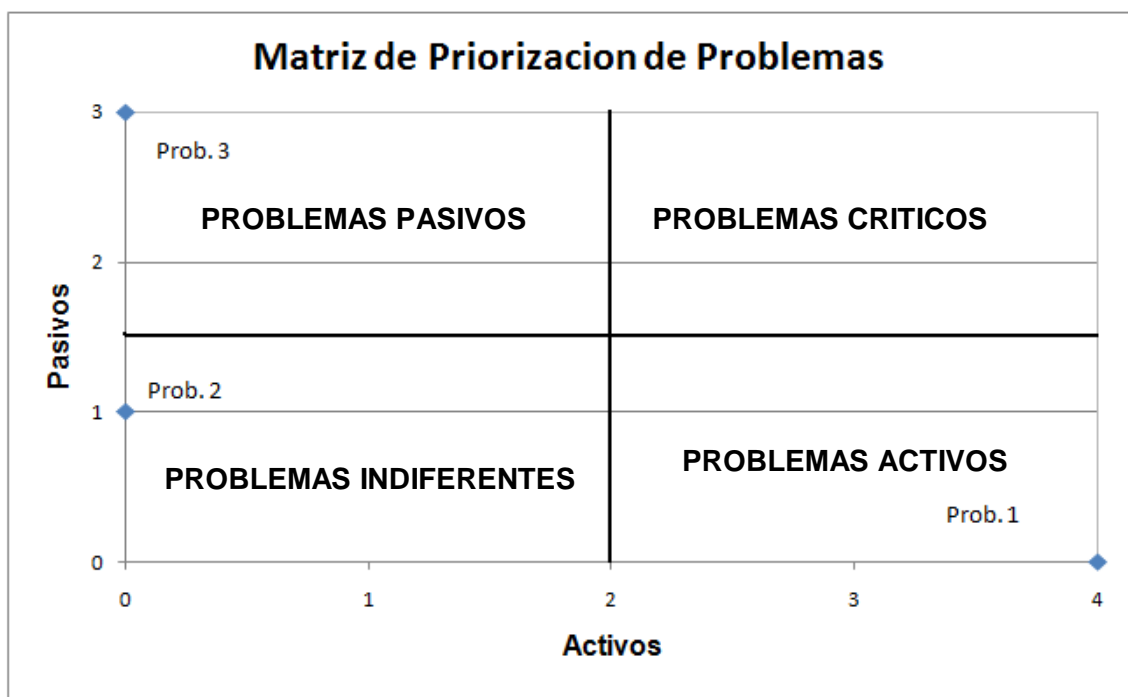 Matriz de Priorizacion de Problemas
3
Prob. 3
PROBLEMAS PASIVOS
PROBLEMAS CRITICOS
2
Pasivos
Prob. 2
1
PROBLEMAS ACTIVOS
PROBLEMAS INDIFERENTES
Prob. 1
0
0 1 2 3 4
Activos